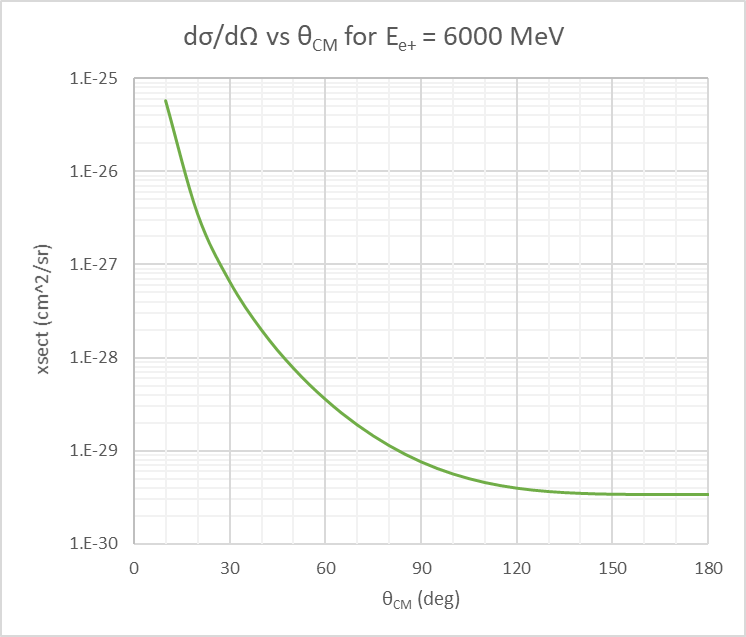 dσ/dΩ vs θCM for Ee+ = 6000 MeV
1.E-25
1.E-26
1.E-27
1.E-28
1.E-29
1.E-30
xsect (cm^2/sr)
0 30 60 90 120 150 180
θCM (deg)